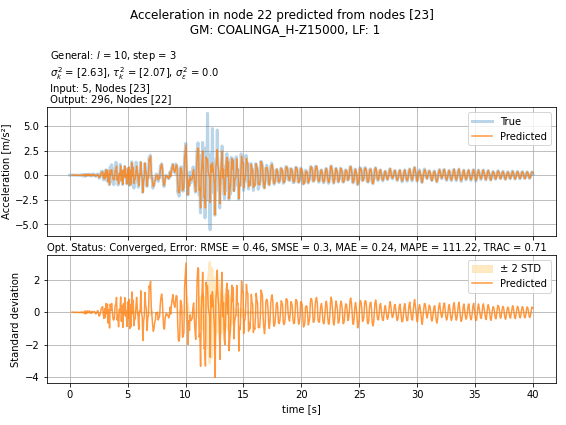 Acceleration in node 22 predicted from nodes [23]
GM: COALINGA_H-Z15000, LF: 1
General: l = 10, step = 3
σ²ₖ = [2.63], τ²ₖ = [2.07], σ²ε = 0.0
Input: 5, Nodes [23]
Output: 296, Nodes [22]
Acceleration [m/s²]
5.0
2.5
0.0
−2.5
−5.0
True
Predicted
Opt. Status: Converged, Error: RMSE = 0.46, SMSE = 0.3, MAE = 0.24, MAPE = 111.22, TRAC = 0.71
Standard deviation
2
0
−2
−4
± 2 STD
Predicted
0 5 10 15 20 25 30 35 40
time [s]